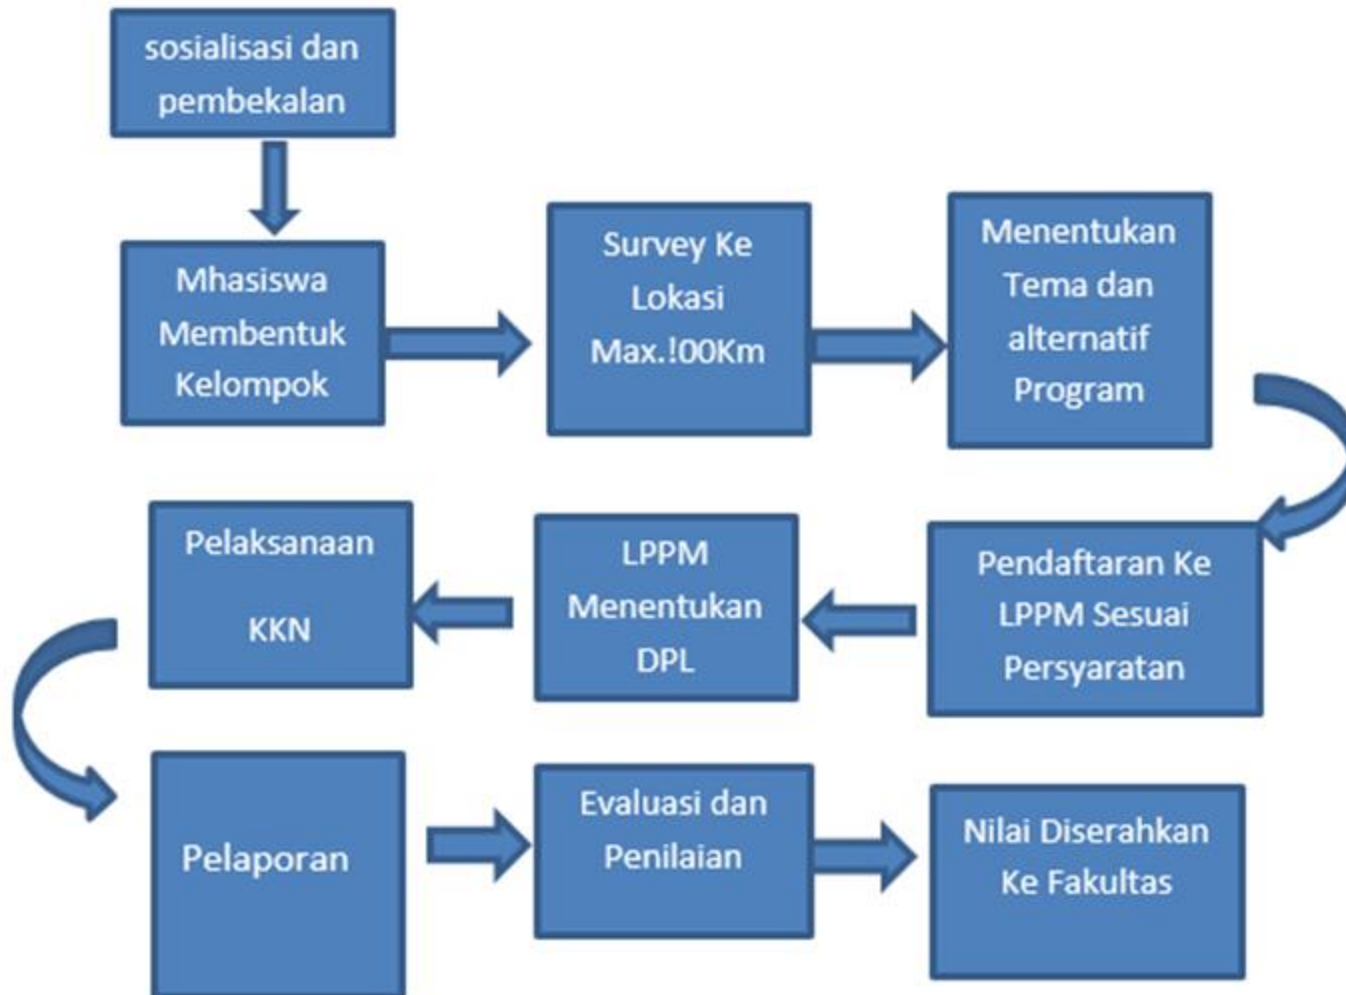 sosialisasi dan
pembekalan
Mhasiswa
Membentuk
Kelompok
Survey Ke
Lokasi
Max.!00Km
Menentukan
Tema dan
alternatif
Program
Pendaftaran Ke
LPPM Sesuai
Persyaratan
LPPM
Menentukan
DPL
Pelaksanaan
KKN
Pelaporan
Evaluasi dan
Penilaian
Nilai Diserahkan
Ke Fakultas